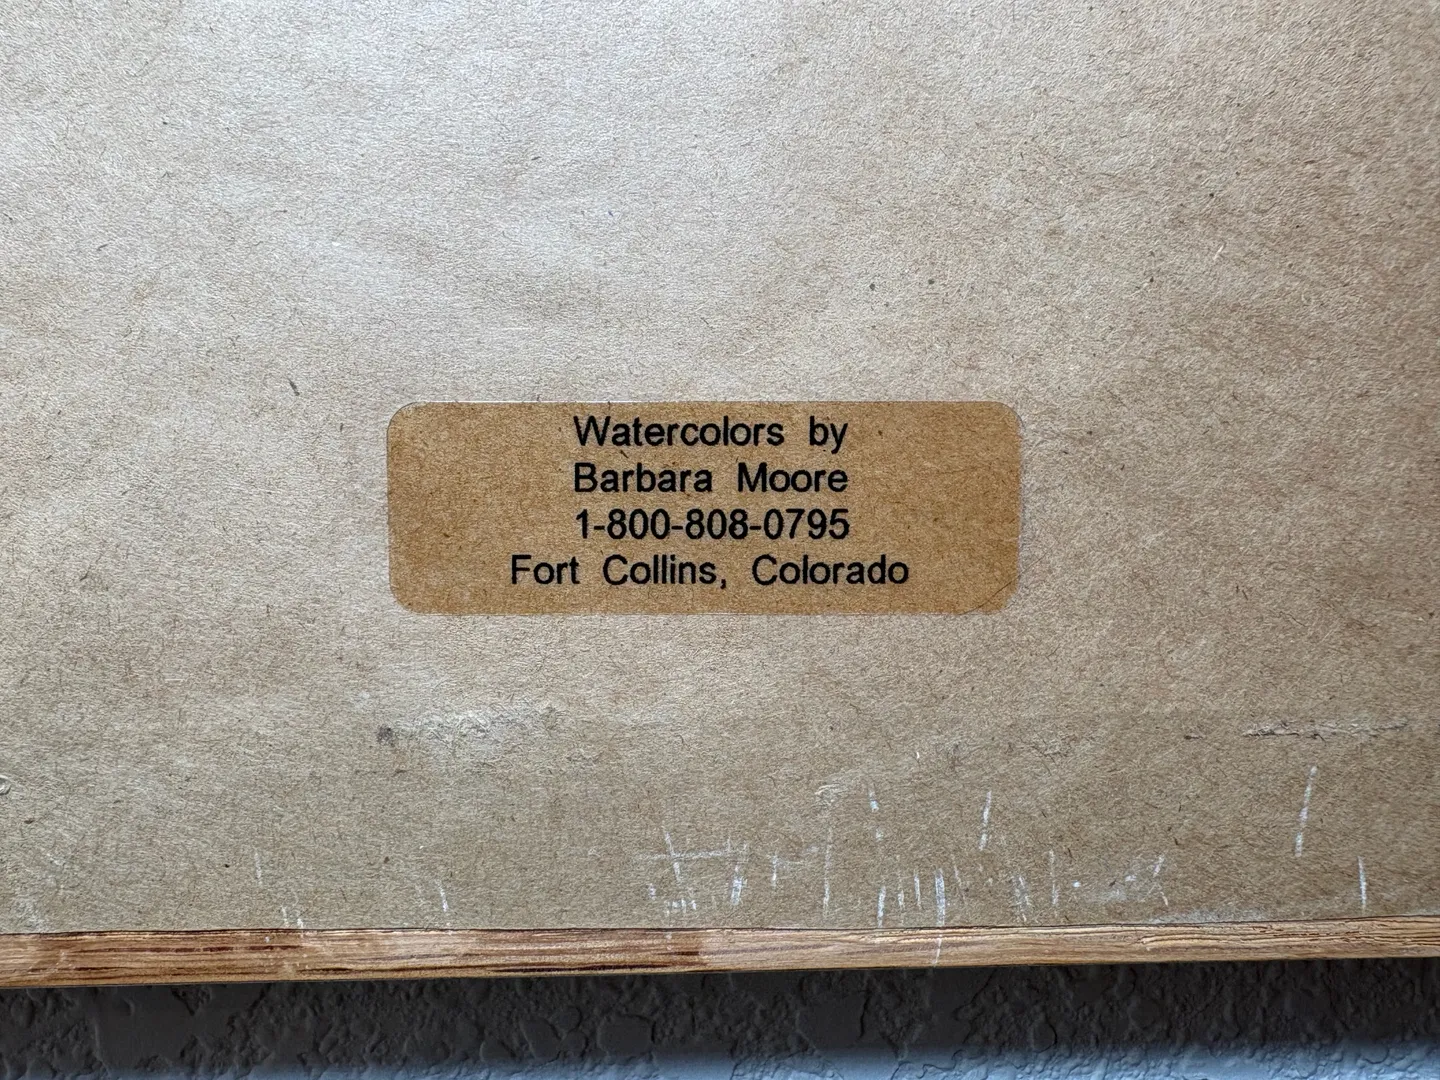 Watercolors by
Barbara Moore
1-800-808-0795
Fort Collins, Colorado